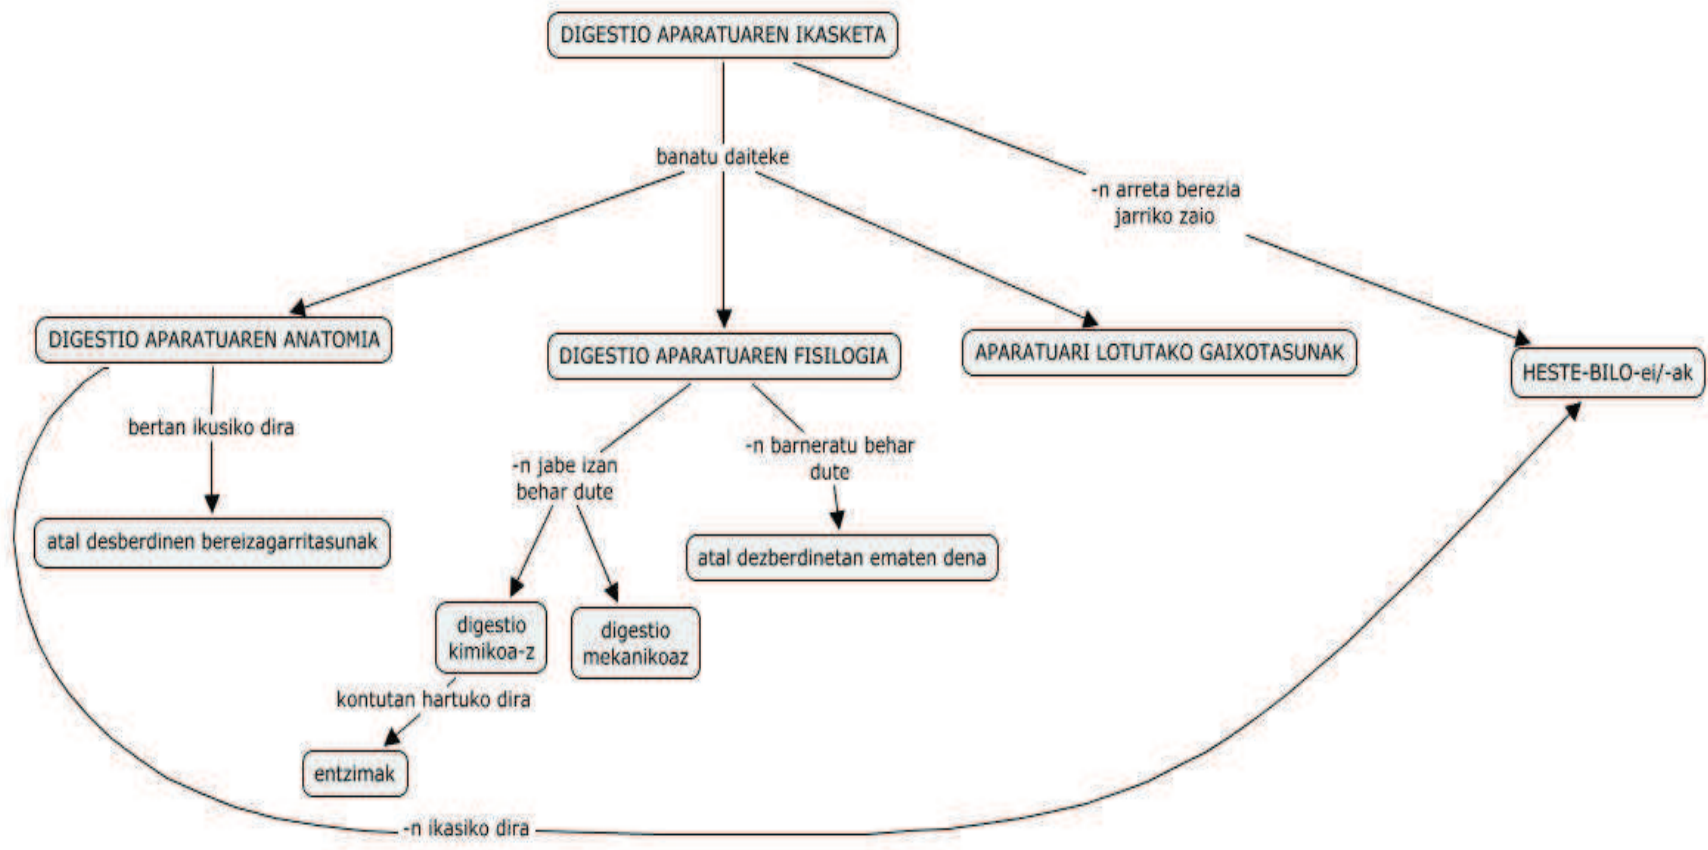 DIGESTIO APARATUAREN IKASKETA
banatu daiteke
-n arreta berezia
jarriko zaio
DIGESTIO APARATUAREN ANATOMIA
DIGESTIO APARATUAREN FISILOGIA
APARATUARI LOTUTAKO GAIXOTASUNAK
HESTE-BILO-ei/-ak
bertan ikusiko dira
-n jabe izan
behar dute
-n barneratu behar
dute
atal desberdinen bereizagarritasunak
atal dezberdinetan ematen dena
digestio
kimikoa-z
digestio
mekanikoaz
kontutan hartuko dira
entzimak
-n ikasiko dira